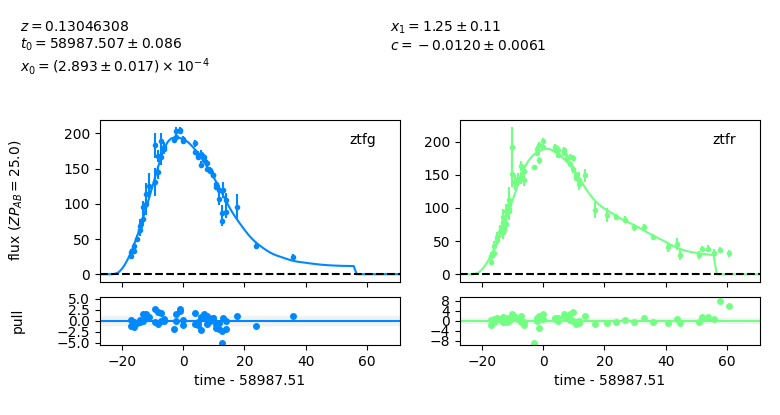 z = 0.13046308
t₀ = 58987.507 ± 0.086
x₀ = (2.893 ± 0.017) × 10⁻⁴
x₁ = 1.25 ± 0.11
c = −0.0120 ± 0.0061
flux (ZP_AB = 25.0)
200
150
100
50
0
ztfg
200
150
100
50
0
ztfr
pull
5.0
2.5
0.0
−2.5
−5.0
−20 0 20 40 60
time - 58987.51
8
4
0
−4
−8
−20 0 20 40 60
time - 58987.51